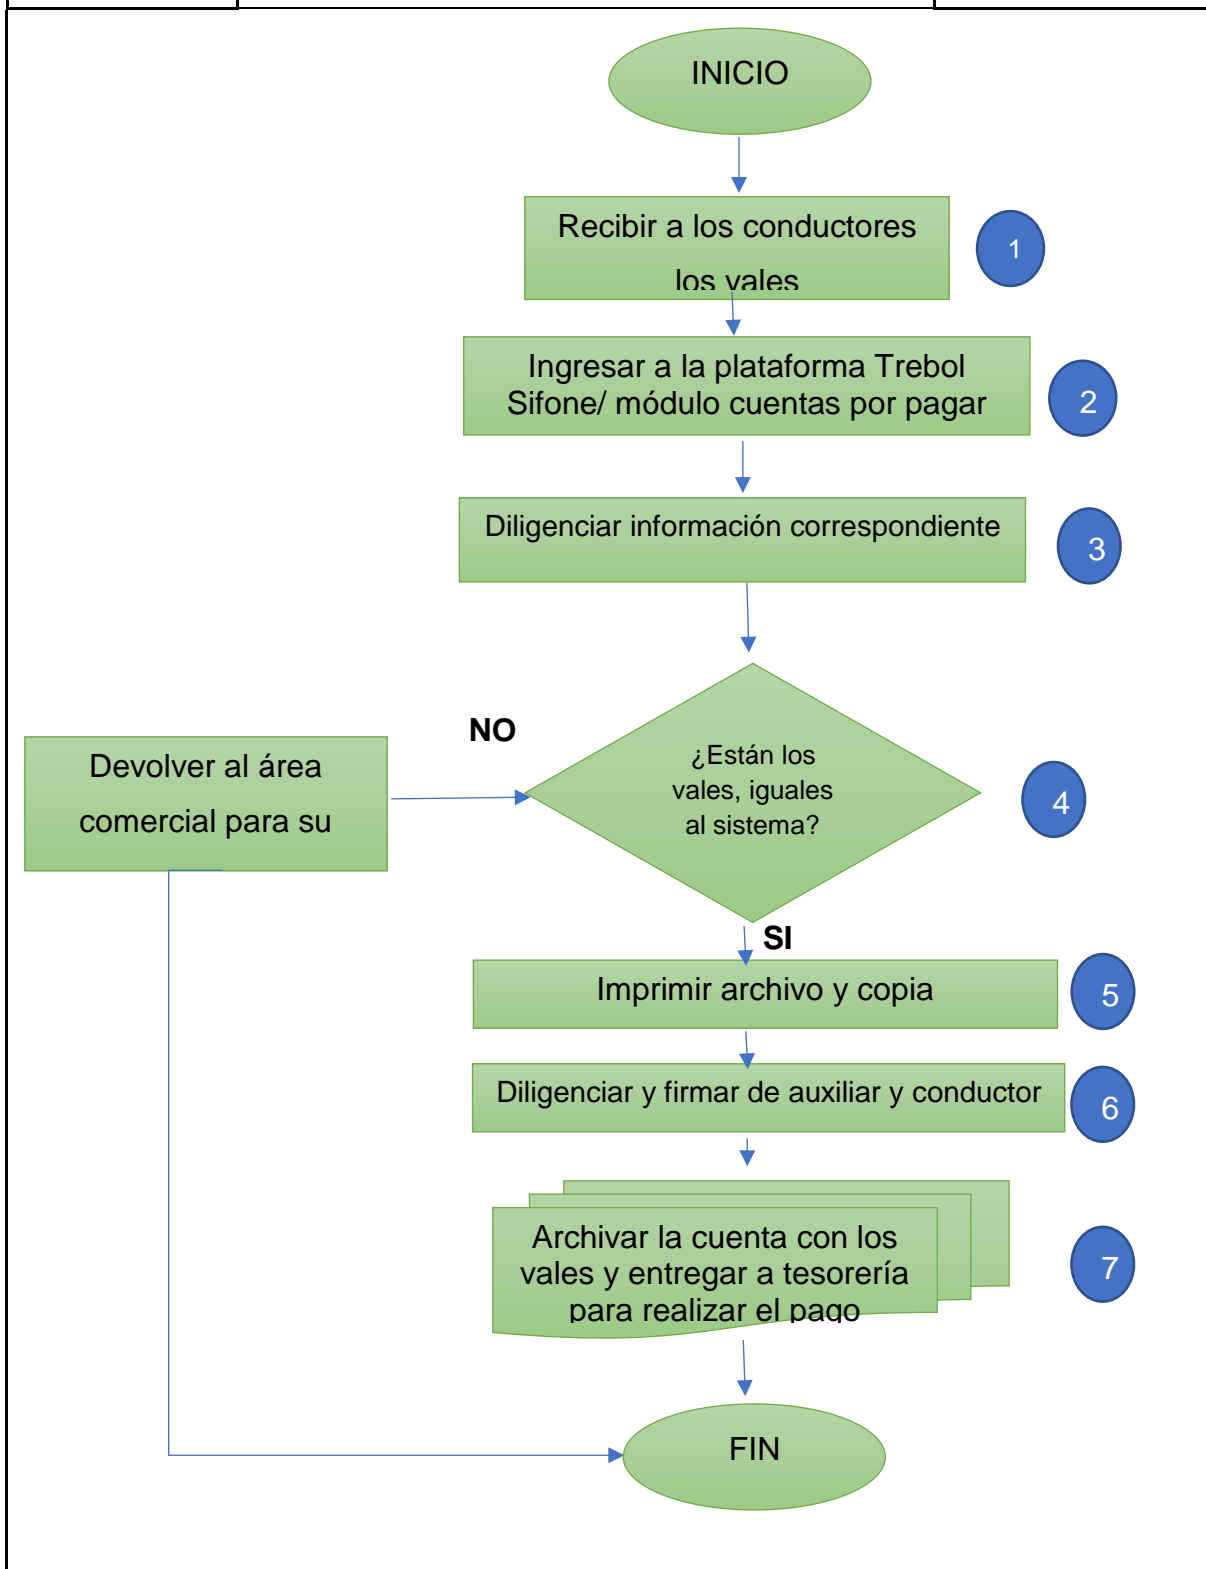 INICIO
Recibir a los conductores
los vales
1
Ingresar a la plataforma Trebol
Sifone/ módulo cuentas por pagar
2
Diligenciar información correspondiente
3
NO
Devolver al área
comercial para su
¿Están los
vales, iguales
al sistema?
4
SI
Imprimir archivo y copia
5
Diligenciar y firmar de auxiliar y conductor
6
Archivar la cuenta con los
vales y entregar a tesorería
para realizar el pago
7
FIN